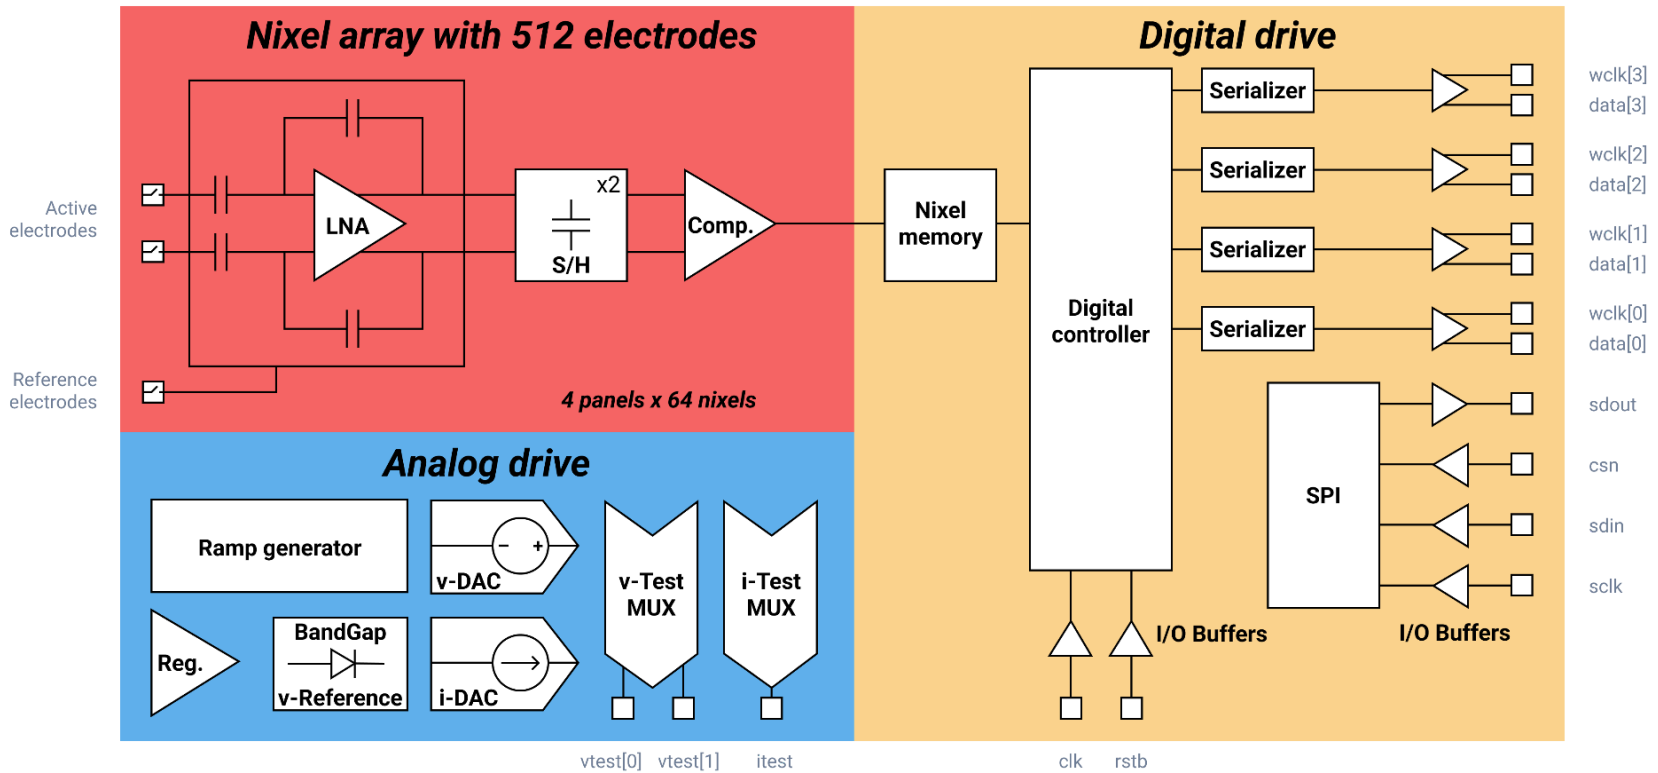 Nixel array with 512 electrodes
Active
electrodes
LNA
x2
S/H
Comp.
Reference
electrodes
4 panels x 64 nixels
Analog drive
Ramp generator
v-DAC
Reg.
BandGap
v-Reference
i-DAC
v-Test
MUX
i-Test
MUX
vtest[0]
vtest[1]
itest
Digital drive
Nixel
memory
Digital
controller
Serializer
wclk[3]
data[3]
Serializer
wclk[2]
data[2]
Serializer
wclk[1]
data[1]
Serializer
wclk[0]
data[0]
SPI
sdout
csn
sdin
sclk
I/O Buffers
I/O Buffers
clk
rstb
− +